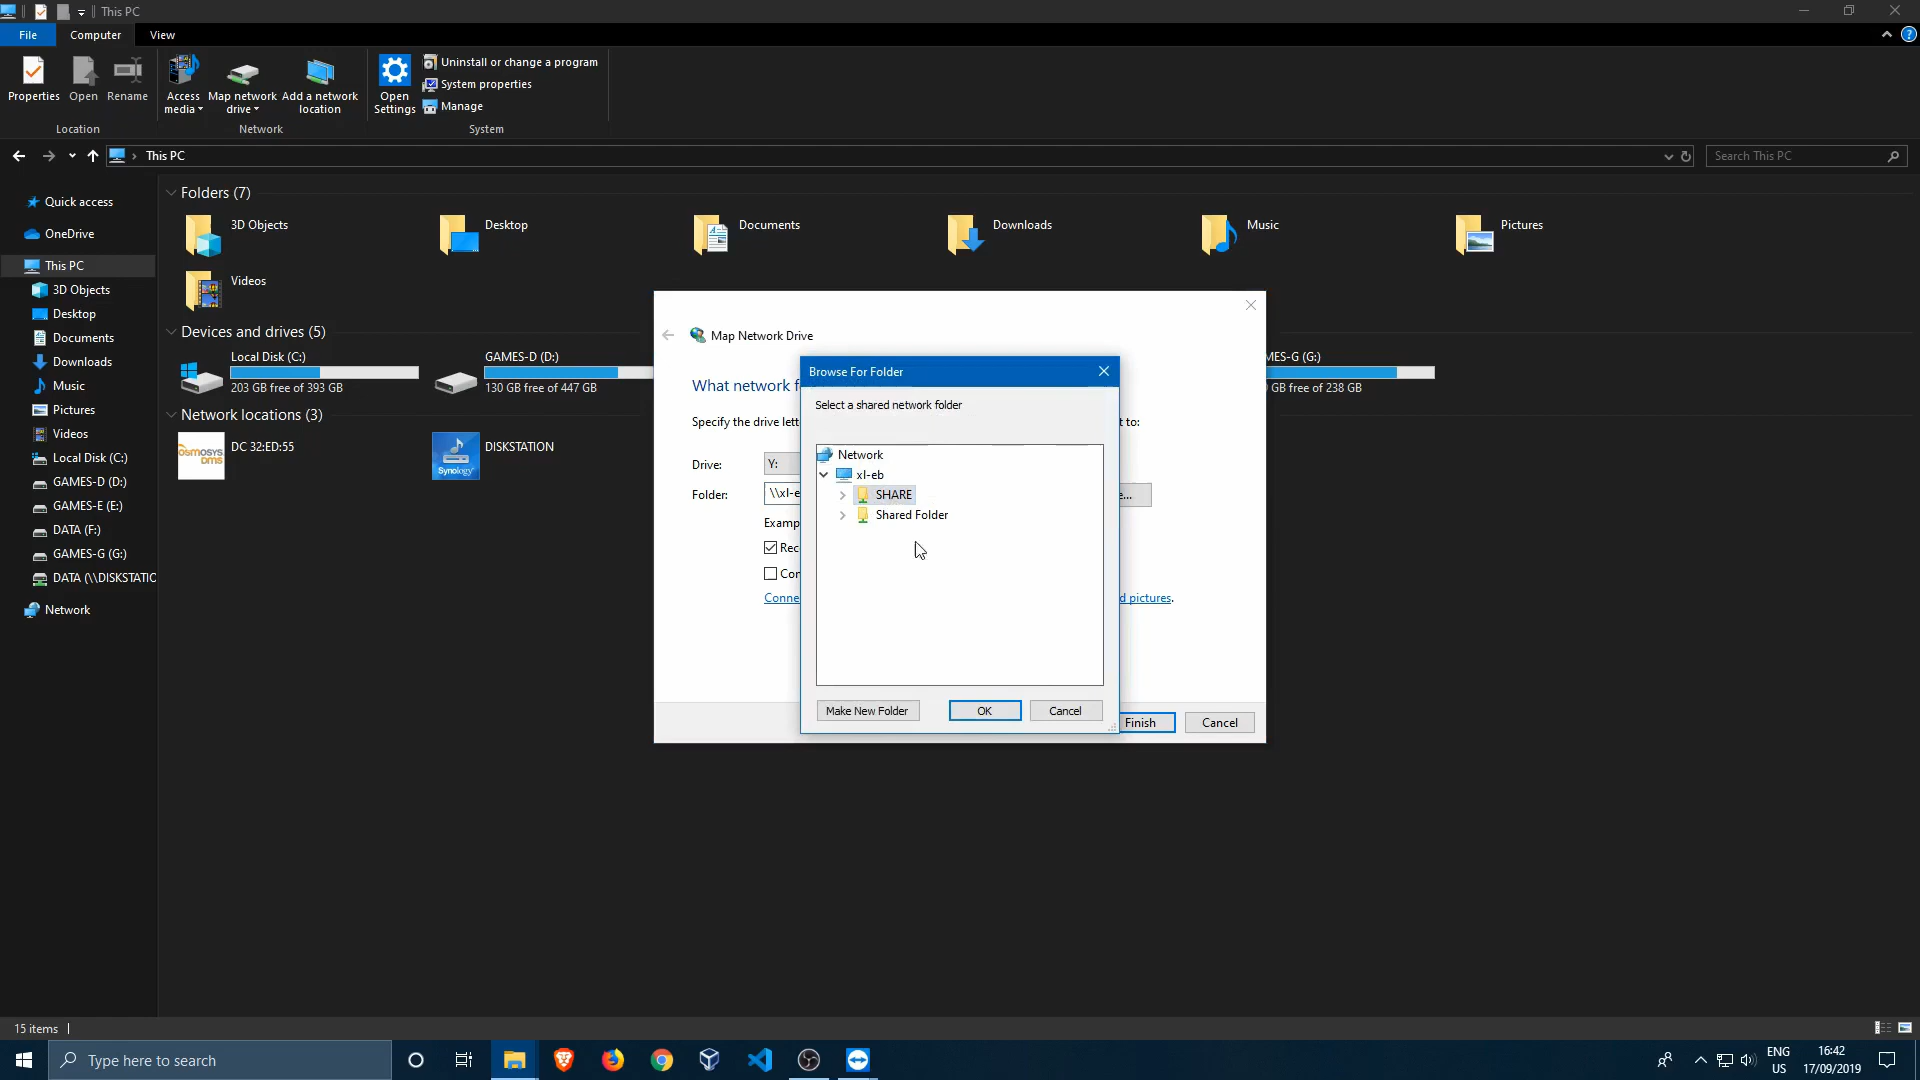 This PC
File
Computer
View
Properties
Open
Rename
Access media
Map network drive
Add a network location
Open Settings
Uninstall or change a program
System properties
Manage
Location
Network
System
This PC
Search This PC
Quick access
OneDrive
This PC
3D Objects
Desktop
Documents
Downloads
Music
Pictures
Videos
Local Disk (C:)
GAMES-D (D:)
GAMES-E (E:)
DATA (F:)
GAMES-G (G:)
DATA (\\DISKSTATIO
Network
Folders (7)
3D Objects
Desktop
Documents
Downloads
Music
Pictures
Videos
Devices and drives (5)
Local Disk (C:)
203 GB free of 393 GB
GAMES-D (D:)
130 GB free of 447 GB
MES-G (G:)
GB free of 238 GB
Network locations (3)
DC 32:ED:55
DISKSTATION
Synology
Map Network Drive
What network f
Specify the drive lett
t to:
Drive:
Y:
Folder:
\\xl-e
e...
Examp
Rec
Con
Conne
d pictures.
Finish
Cancel
Browse For Folder
Select a shared network folder
Network
xl-eb
SHARE
Shared Folder
Make New Folder
OK
Cancel
15 items
Type here to search
ENG
US
16:42
17/09/2019